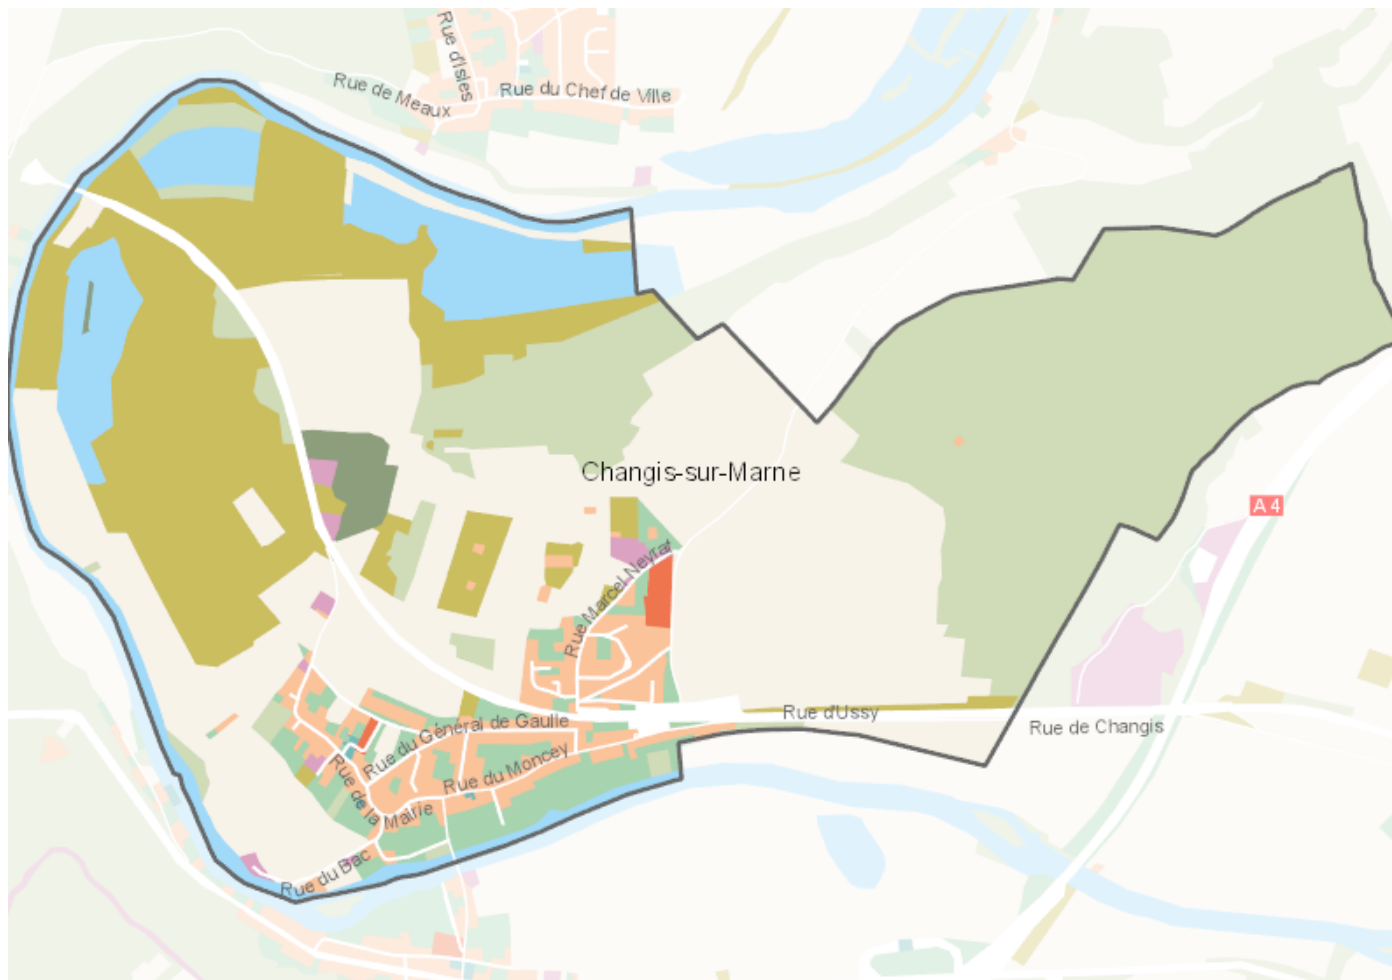 Rue d'Isles
Rue de Meaux
Rue du Chef de Ville
Changis-sur-Marne
A 4
Rue Marcel Neyrat
Rue d'Ussy
Rue de Changis
Rue du Général de Gaulle
Rue du Moncey
Rue de la Mairie
Rue du Bac